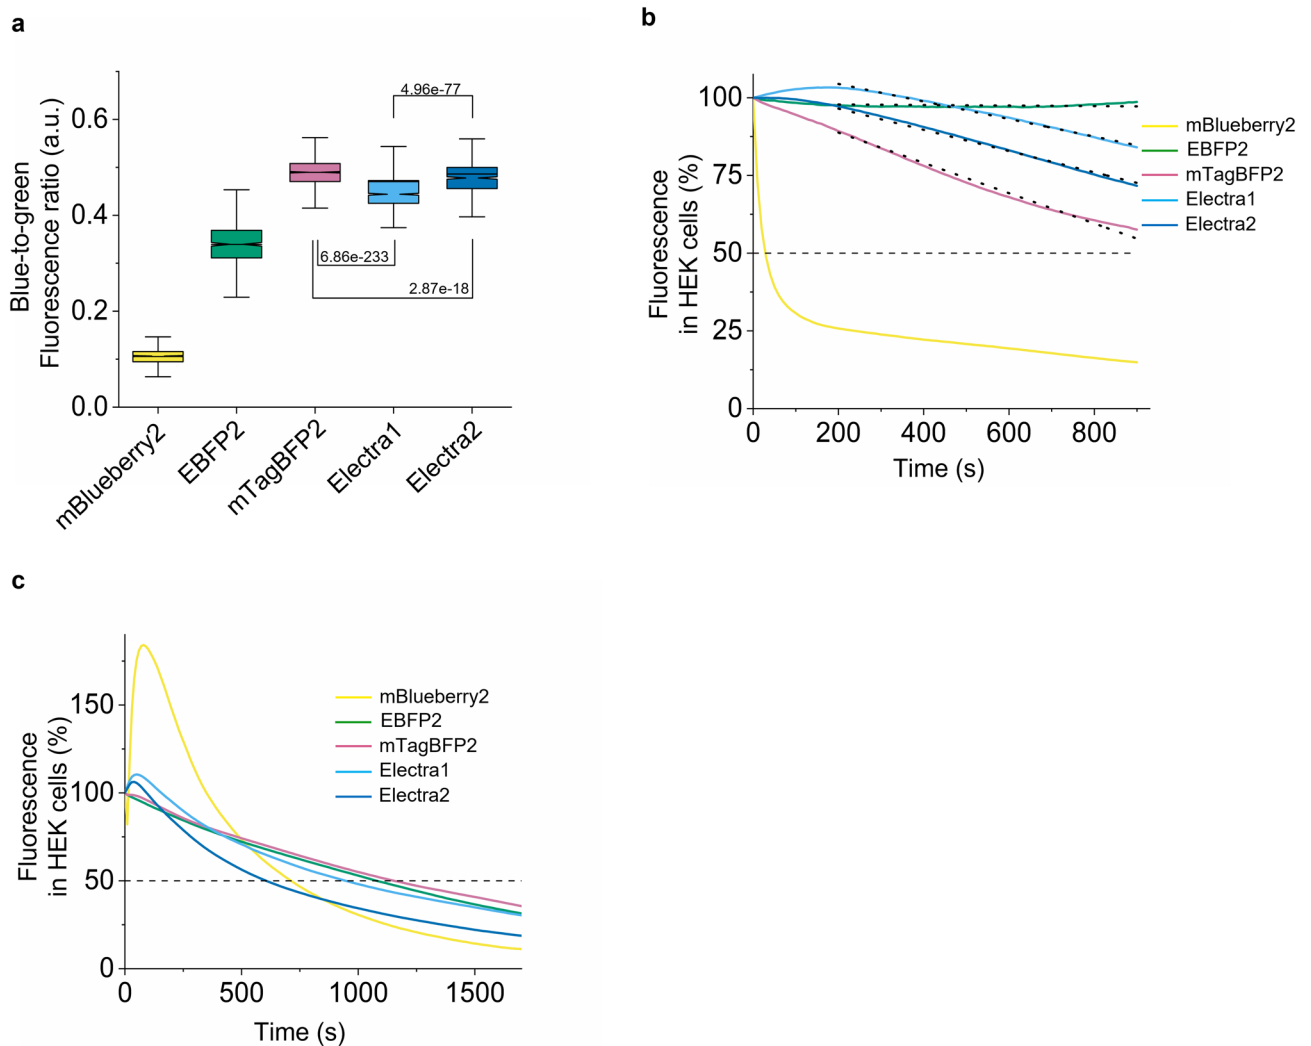 a
Blue-to-green
Fluorescence ratio (a.u.)
0.6
0.4
0.2
0.0
4.96e-77
6.86e-233
2.87e-18
mBlueberry2
EBFP2
mTagBFP2
Electra1
Electra2
b
Fluorescence
in HEK cells (%)
100
75
50
25
0
0 200 400 600 800
Time (s)
mBlueberry2
EBFP2
mTagBFP2
Electra1
Electra2
c
Fluorescence
in HEK cells (%)
150
100
50
0
0 500 1000 1500
Time (s)
mBlueberry2
EBFP2
mTagBFP2
Electra1
Electra2